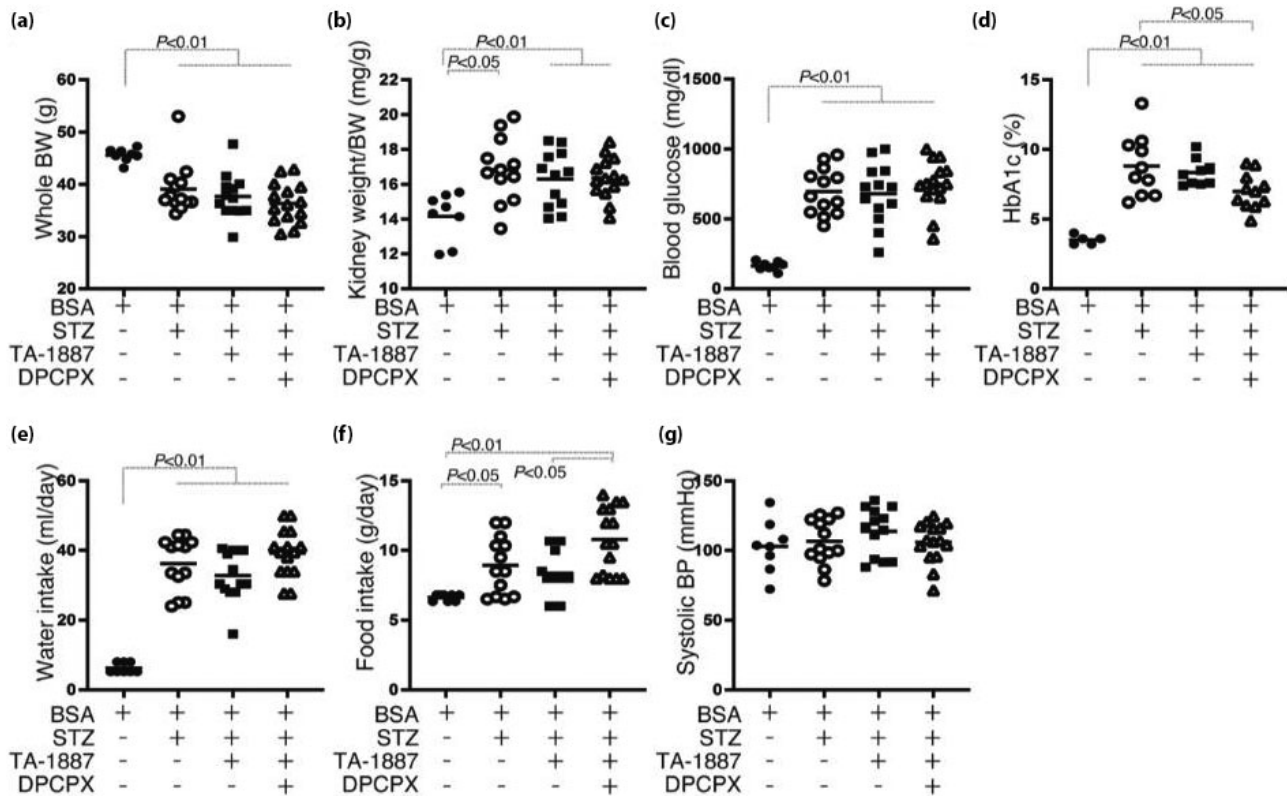 (a)
P<0.01
Whole BW (g)
60
50
40
30
20
BSA + + + +
STZ - + + +
TA-1887 - - + +
DPCPX - - - +
(b)
P<0.01
P<0.05
Kidney weight/BW (mg/g)
22
20
18
16
14
12
10
BSA + + + +
STZ - + + +
TA-1887 - - + +
DPCPX - - - +
(c)
P<0.01
Blood glucose (mg/dl)
1500
1000
500
0
BSA + + + +
STZ - + + +
TA-1887 - - + +
DPCPX - - - +
(d)
P<0.05
P<0.01
HbA1c (%)
15
10
5
0
BSA + + + +
STZ - + + +
TA-1887 - - + +
DPCPX - - - +
(e)
P<0.01
Water intake (ml/day)
60
40
20
0
BSA + + + +
STZ - + + +
TA-1887 - - + +
DPCPX - - - +
(f)
P<0.01
P<0.05
P<0.05
Food intake (g/day)
15
10
5
0
BSA + + + +
STZ - + + +
TA-1887 - - + +
DPCPX - - - +
(g)
Systolic BP (mmHg)
150
100
50
0
BSA + + + +
STZ - + + +
TA-1887 - - + +
DPCPX - - - +